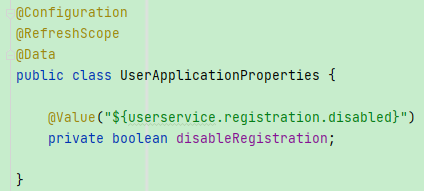 @Configuration
@RefreshScope
@Data
public class UserApplicationProperties {
@Value("${userservice.registration.disabled}")
private boolean disableRegistration;
}